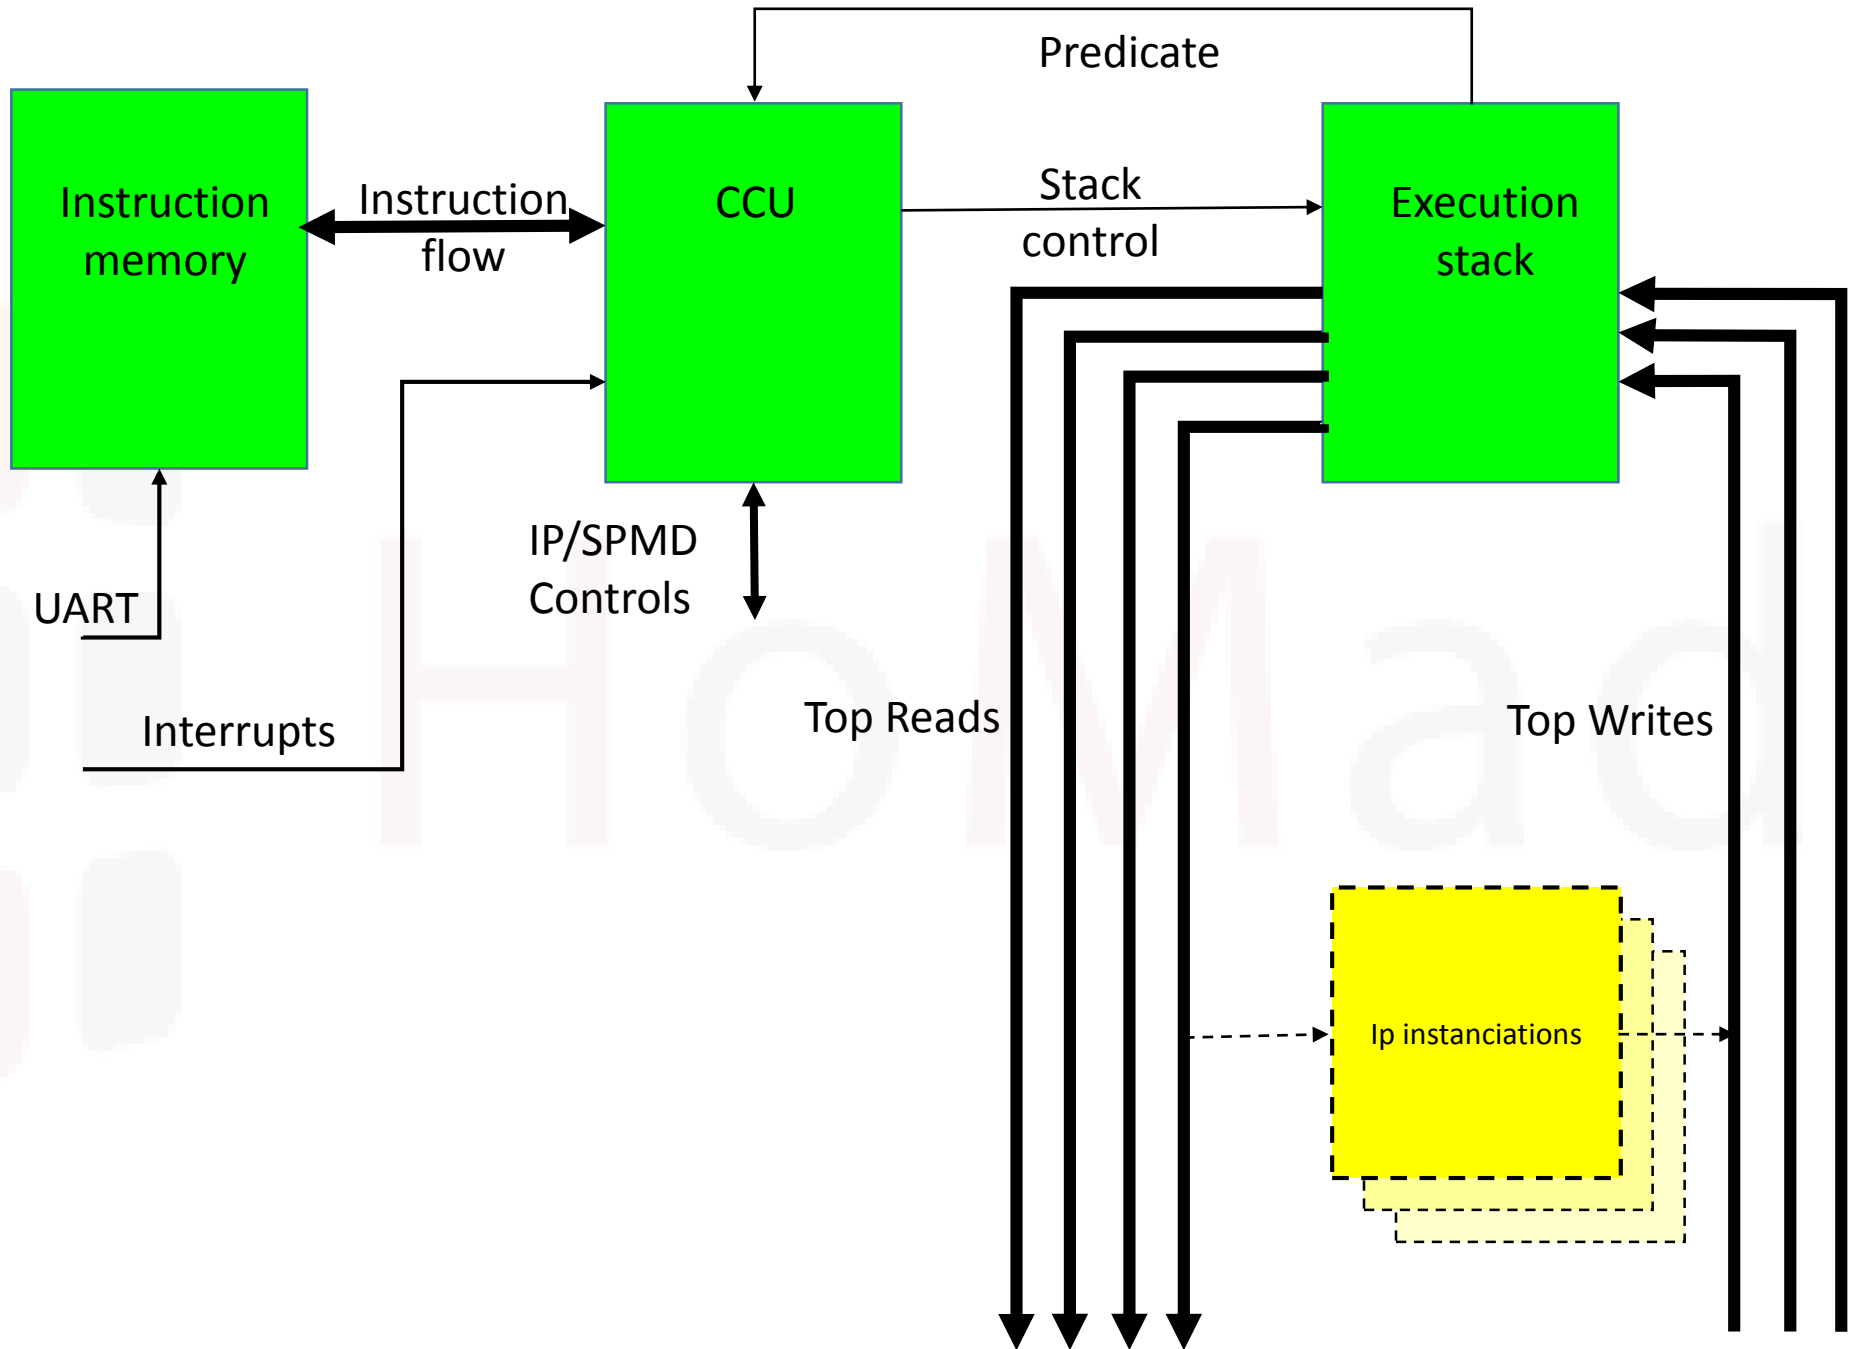 Predicate
Instruction
memory
Instruction
flow
CCU
Stack
control
Execution
stack
IP/SPMD
Controls
UART
Interrupts
Top Reads
Top Writes
Ip instanciations
HoMad